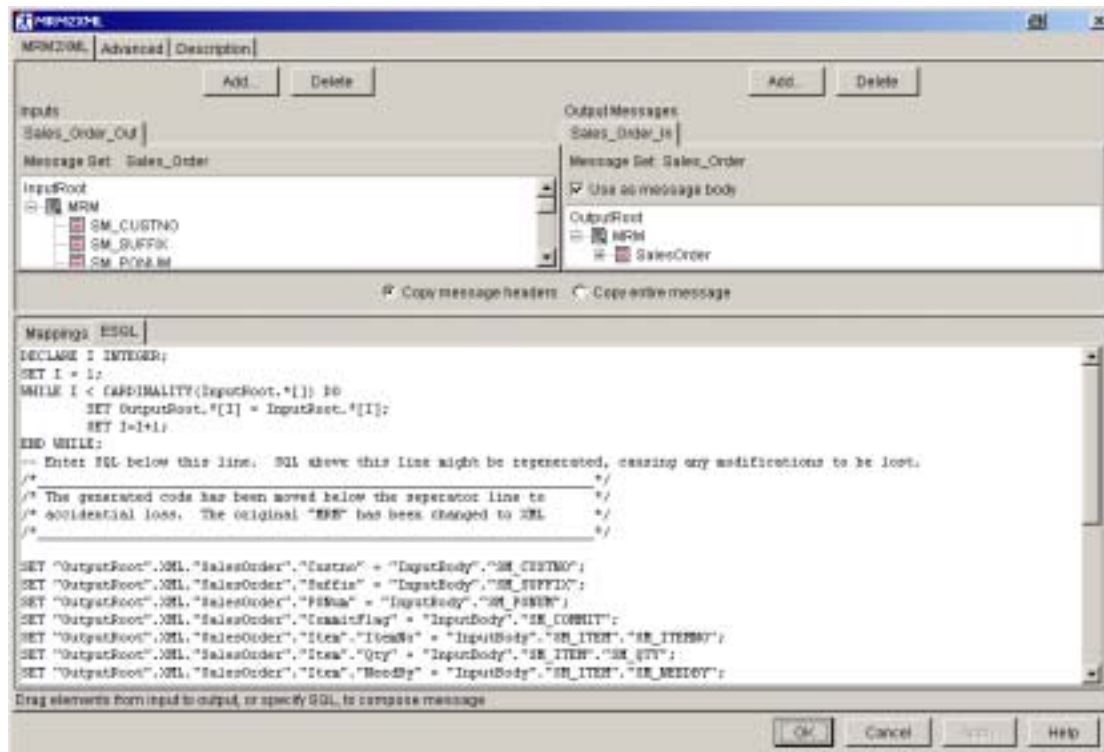 MRM2XML
MRM2XML Advanced Description
Add... Delete Add... Delete
Inputs Output Messages
Sales_Order_Out Sales_Order_In
Message Set: Sales_Order Message Set: Sales_Order
InputRoot Use as message body
MRM OutputRoot
SM_CUSTNO MRM
SM_SUFFIX SalesOrder
SM_PONUM
Copy message headers Copy entire message
Mappings ESQL
DECLARE I INTEGER;
SET I = 1;
WHILE I < CARDINALITY(InputRoot.*[]) DO
SET OutputRoot.*[I] = InputRoot.*[I];
SET I=I+1;
END WHILE;
-- Enter SQL below this line. SQL above this line might be regenerated, causing any modifications to be lost.
/*____________________________________________*/
/* The generated code has been moved below the seperator line to */
/* accidential loss. The original "MRM" has been changed to XML */
/*____________________________________________*/
SET "OutputRoot".XML."SalesOrder"."Custno" = "InputBody"."SM_CUSTNO";
SET "OutputRoot".XML."SalesOrder"."Suffix" = "InputBody"."SM_SUFFIX";
SET "OutputRoot".XML."SalesOrder"."PONum" = "InputBody"."SM_PONUM";
SET "OutputRoot".XML."SalesOrder"."CommitFlag" = "InputBody"."SM_COMMIT";
SET "OutputRoot".XML."SalesOrder"."Item"."ItemNo" = "InputBody"."SM_ITEM"."SM_ITEMNO";
SET "OutputRoot".XML."SalesOrder"."Item"."Qty" = "InputBody"."SM_ITEM"."SM_QTY";
SET "OutputRoot".XML."SalesOrder"."Item"."NeedBy" = "InputBody"."SM_ITEM"."SM_NEEDBY";
Drag elements from input to output, or specify SQL, to compose message
OK Cancel Help